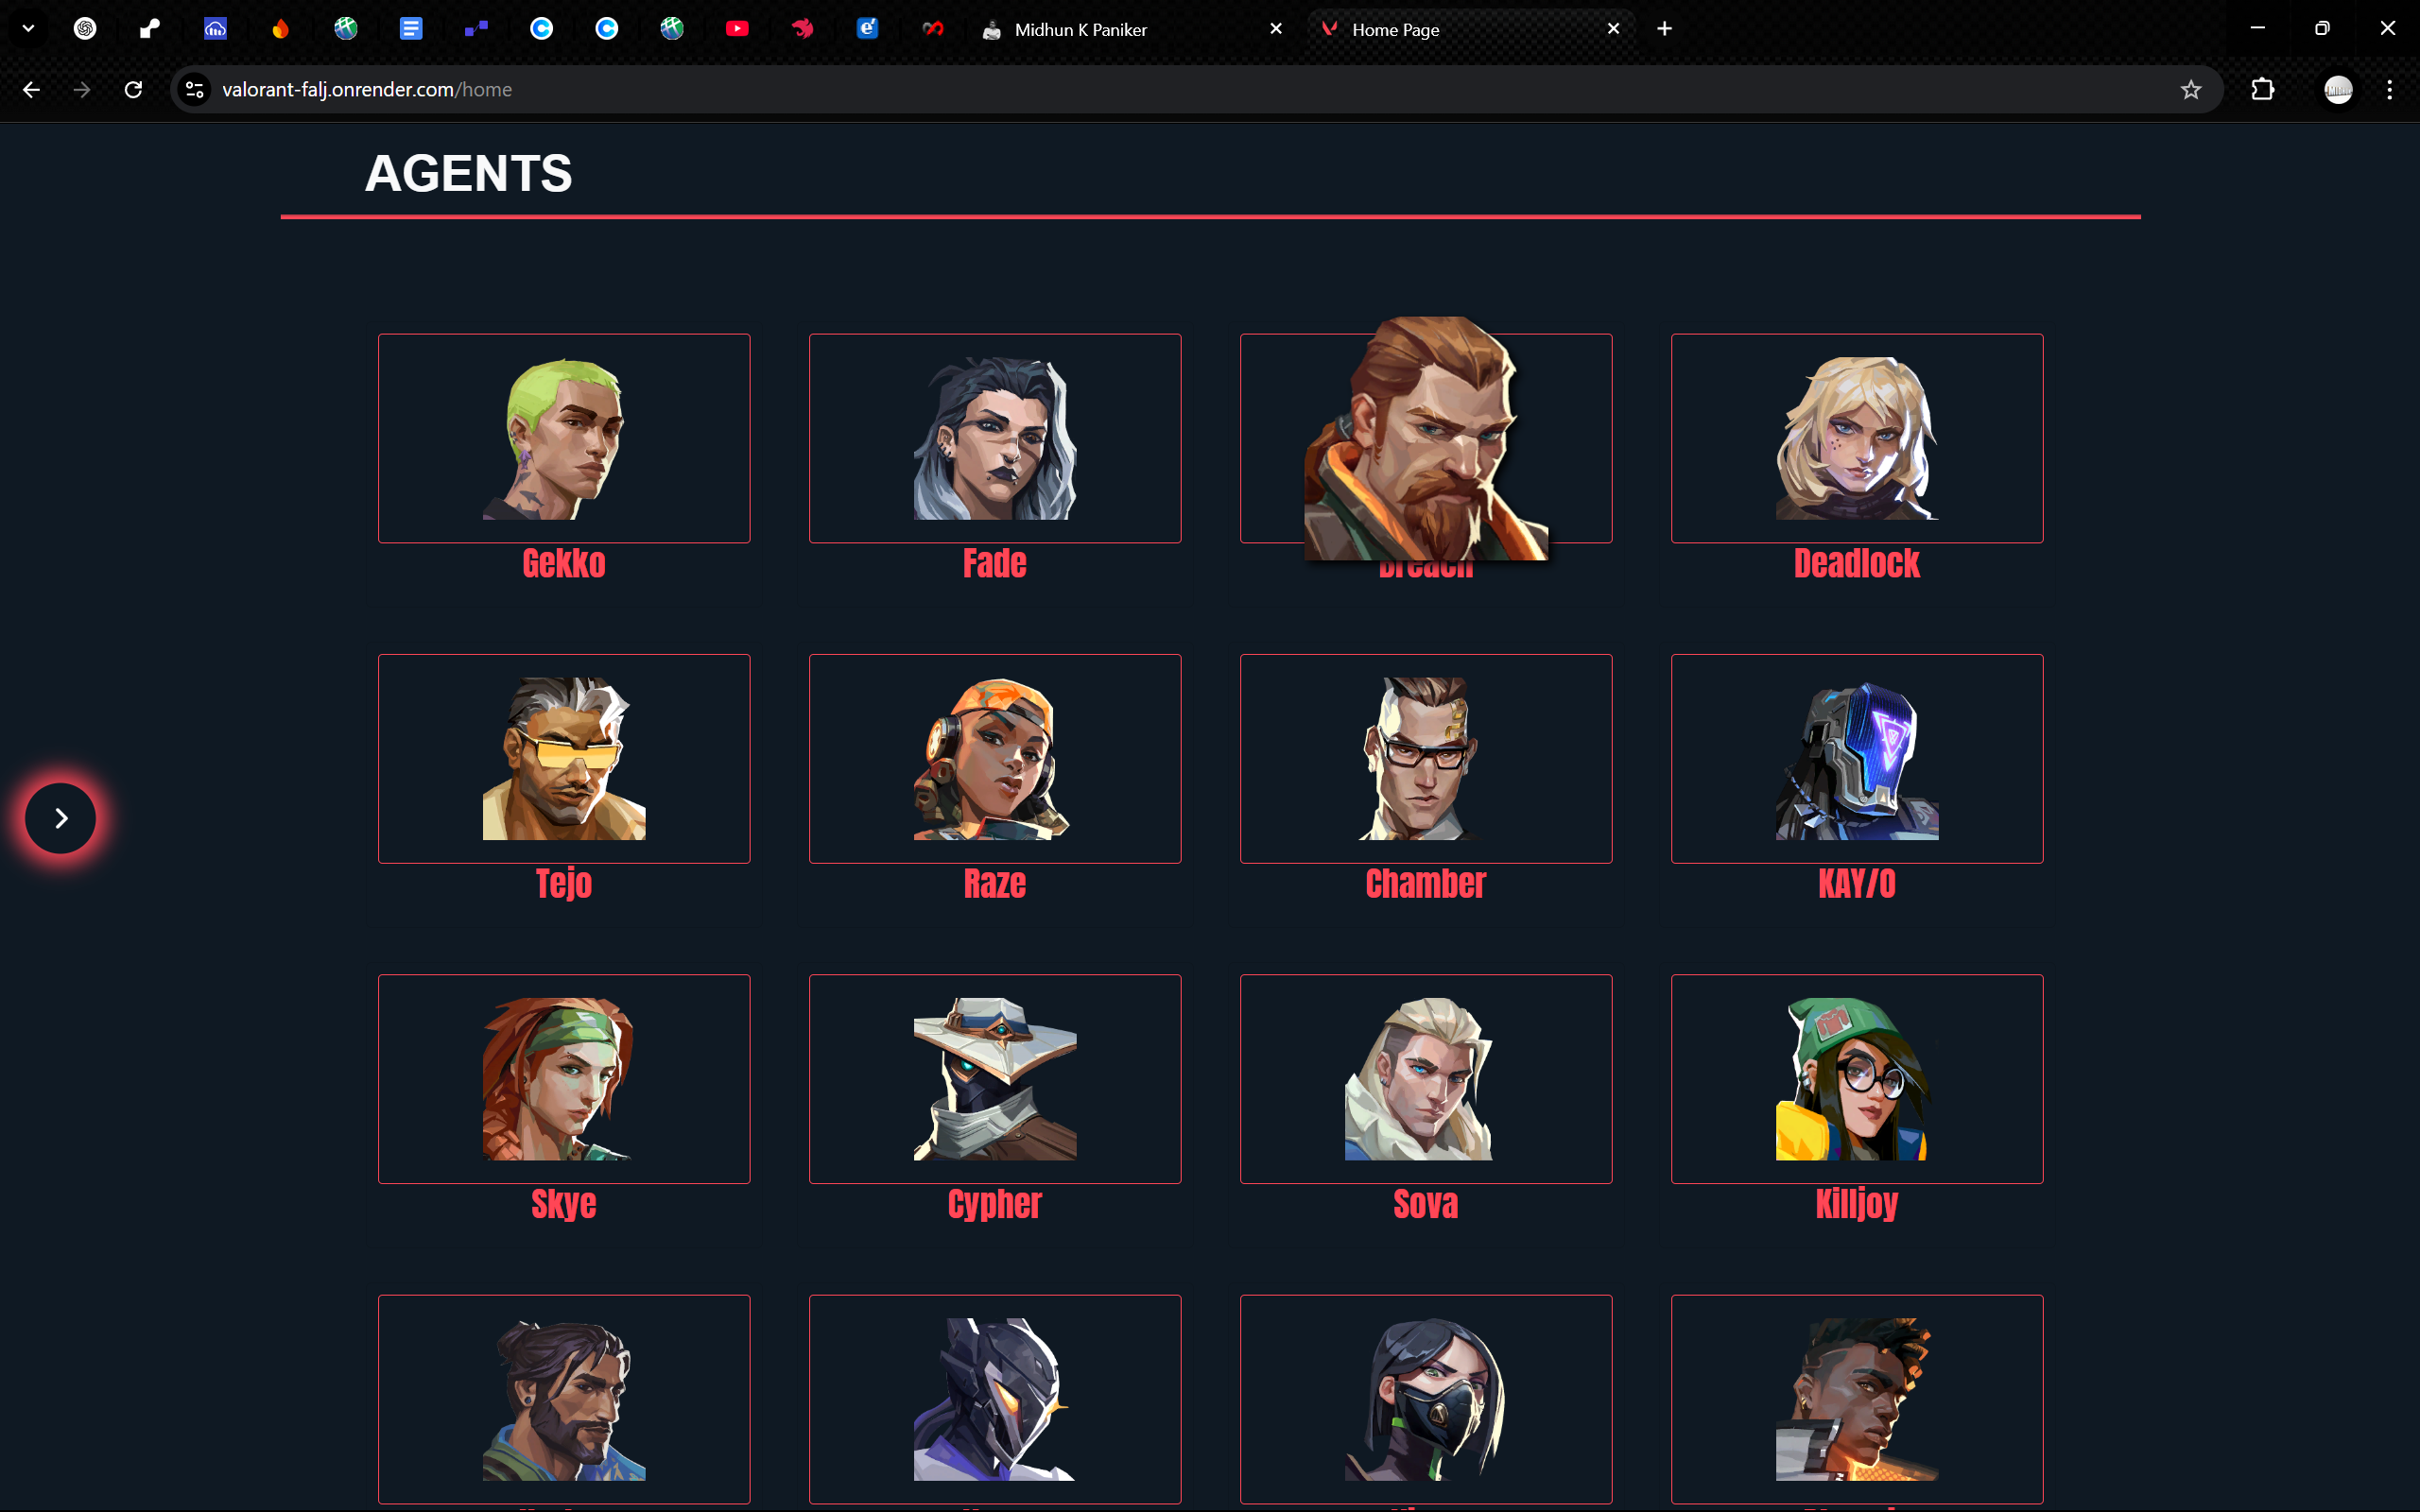 Midhun K Paniker
Home Page
valorant-falj.onrender.com/home
AGENTS
Gekko
Fade
Breach
Deadlock
Tejo
Raze
Chamber
KAY/O
Skye
Cypher
Sova
Killjoy